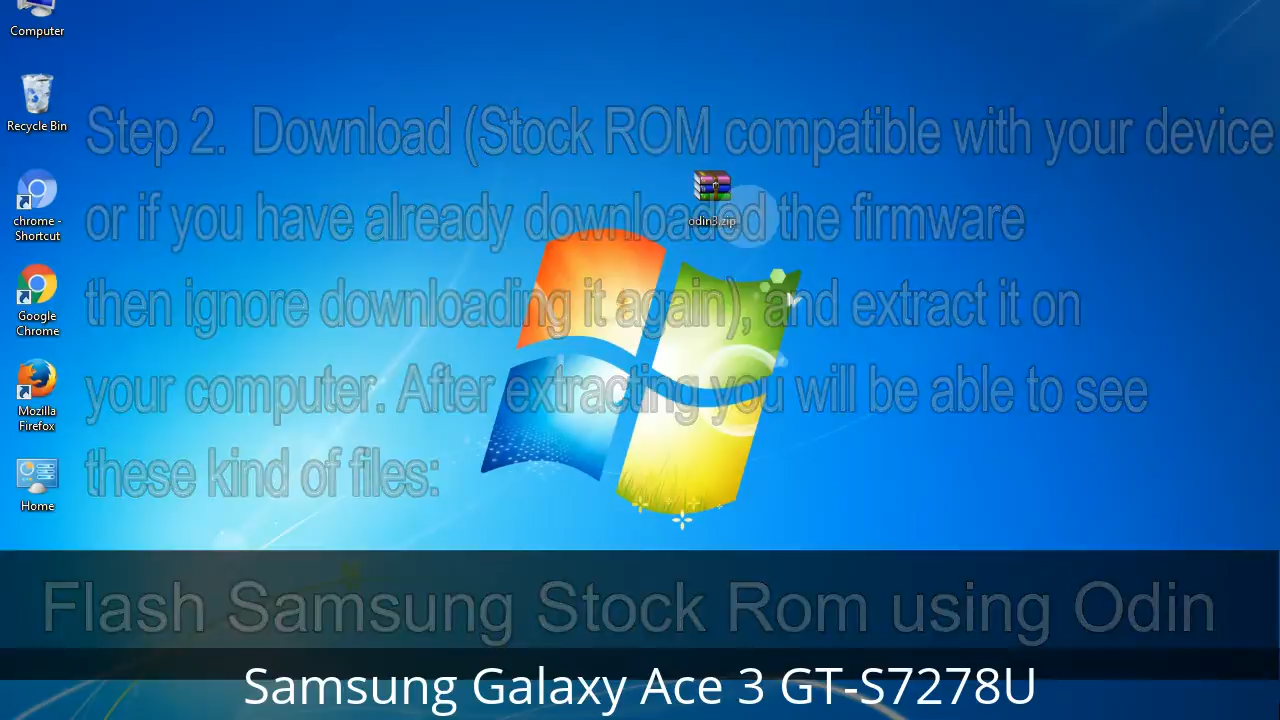 Computer
Recycle Bin
chrome -
Shortcut
Google
Chrome
Mozilla
Firefox
Home
odin3.zip
Step 2. Download (Stock ROM compatible with your device
or if you have already downloaded the firmware
then ignore downloading it again), and extract it on
your computer. After extracting you will be able to see
these kind of files:
Flash Samsung Stock Rom using Odin
Samsung Galaxy Ace 3 GT-S7278U